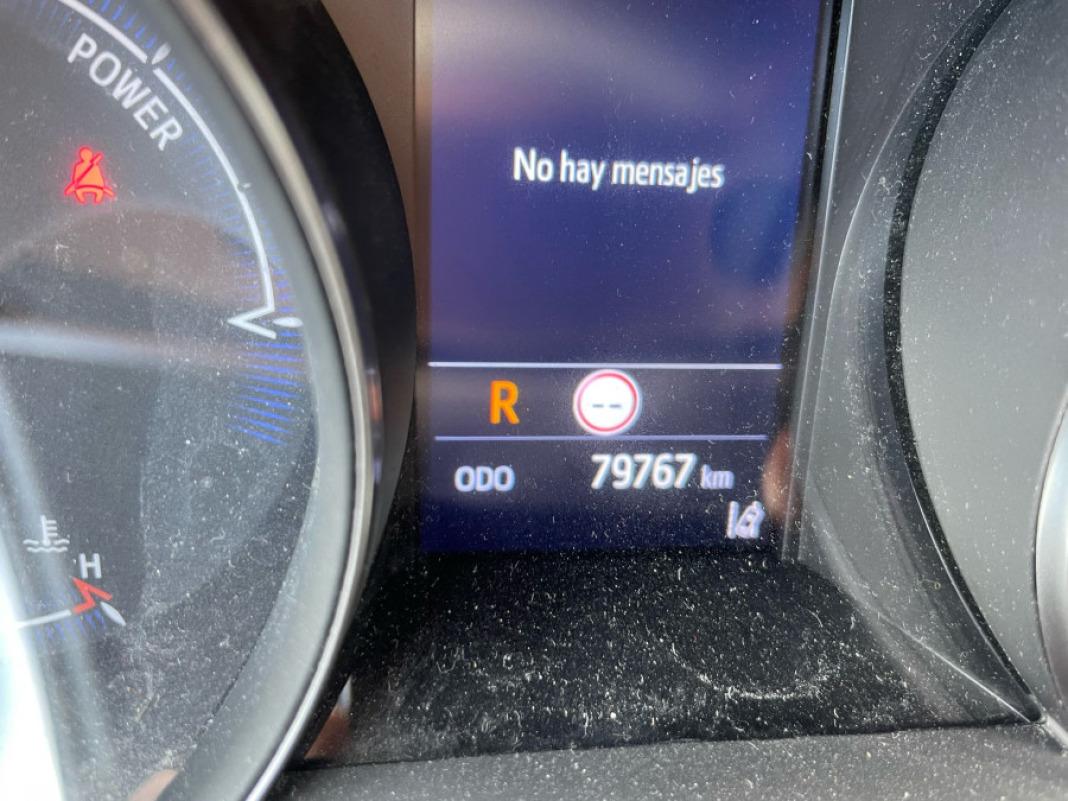 POWER
No hay mensajes
R
--
ODO 79767 km
H